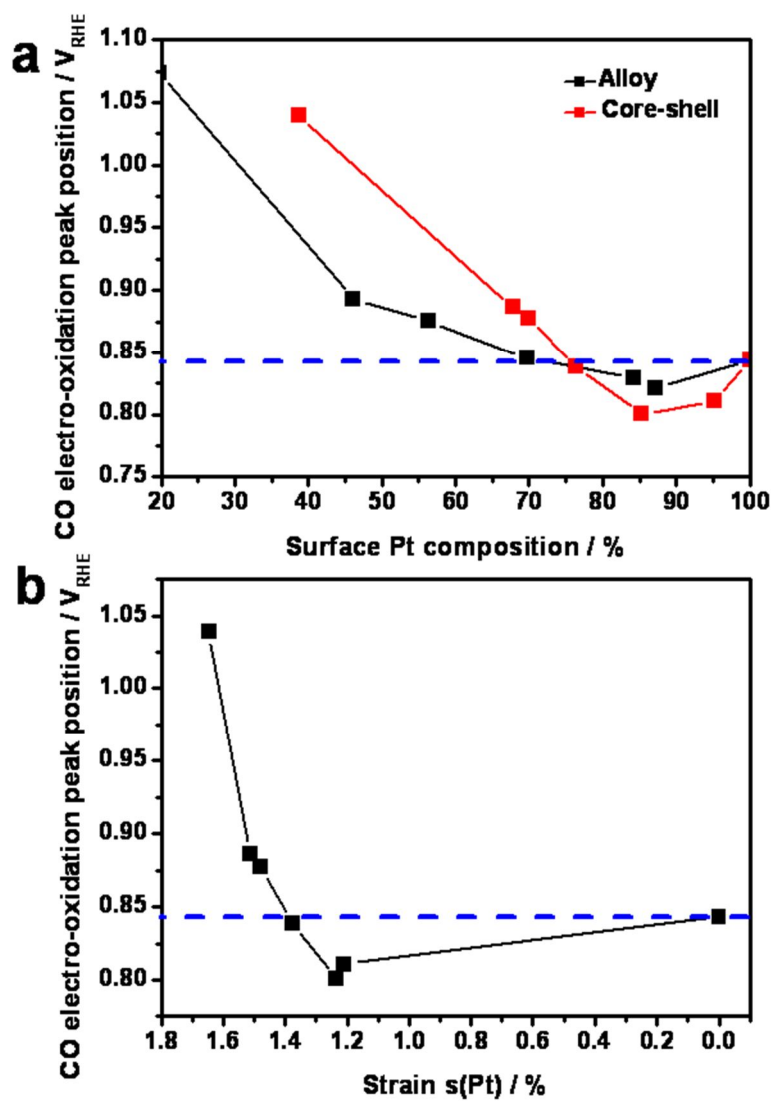 a
CO electro-oxidation peak position / V_RHE
1.10
1.05
1.00
0.95
0.90
0.85
0.80
0.75
Alloy
Core-shell
20 30 40 50 60 70 80 90 100
Surface Pt composition / %
b
CO electro-oxidation peak position / V_RHE
1.05
1.00
0.95
0.90
0.85
0.80
1.8 1.6 1.4 1.2 1.0 0.8 0.6 0.4 0.2 0.0
Strain s(Pt) / %